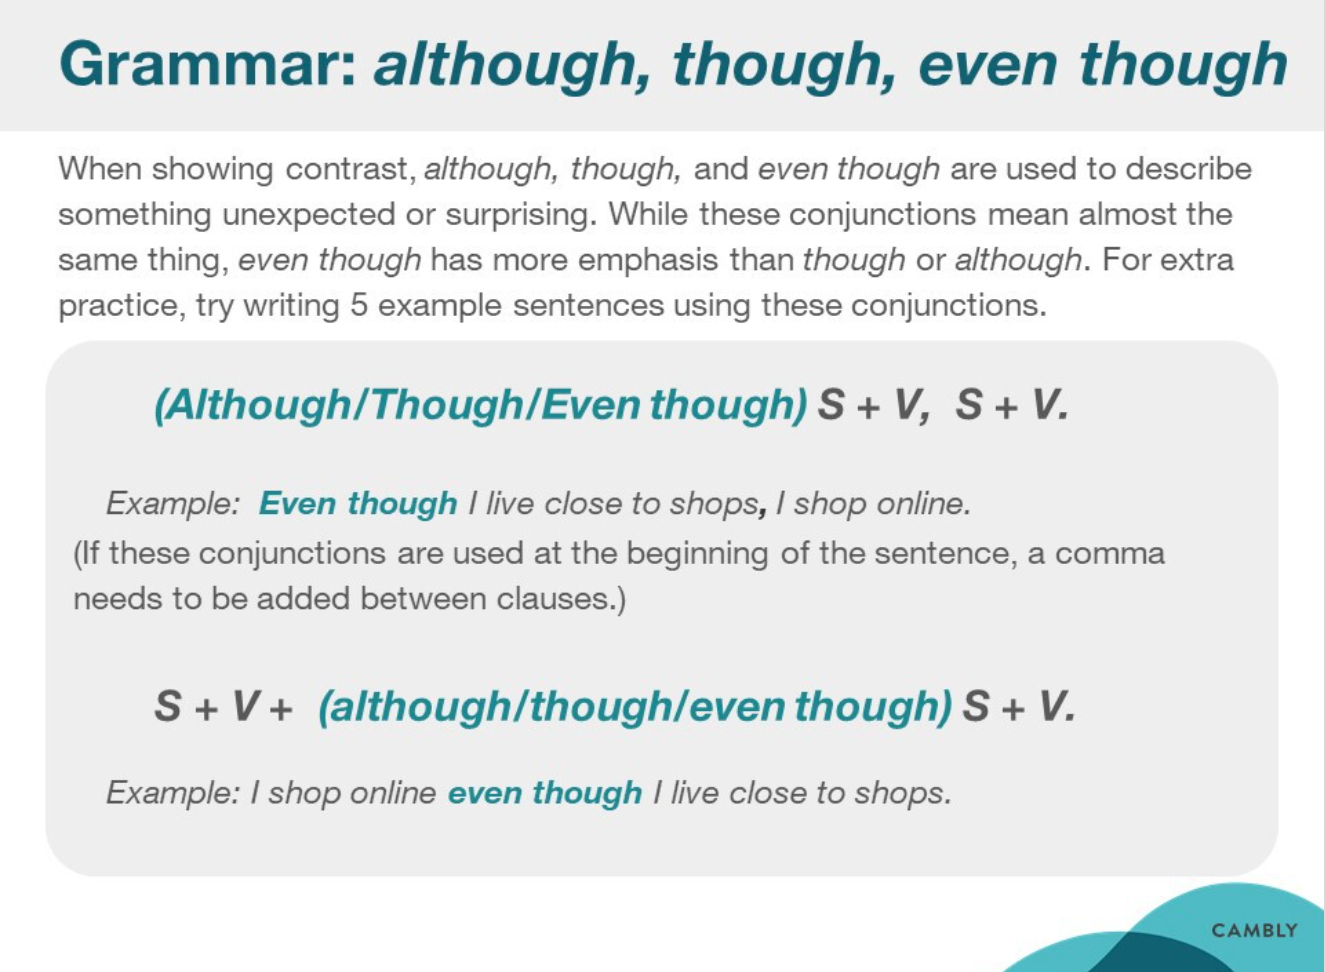 Grammar: although, though, even though
When showing contrast, although, though, and even though are used to describe
something unexpected or surprising. While these conjunctions mean almost the
same thing, even though has more emphasis than though or although. For extra
practice, try writing 5 example sentences using these conjunctions.
(Although/Though/Even though) S + V, S + V.
Example: Even though I live close to shops, I shop online.
(If these conjunctions are used at the beginning of the sentence, a comma
needs to be added between clauses.)
S + V + (although/though/even though) S + V.
Example: I shop online even though I live close to shops.
CAMBLY